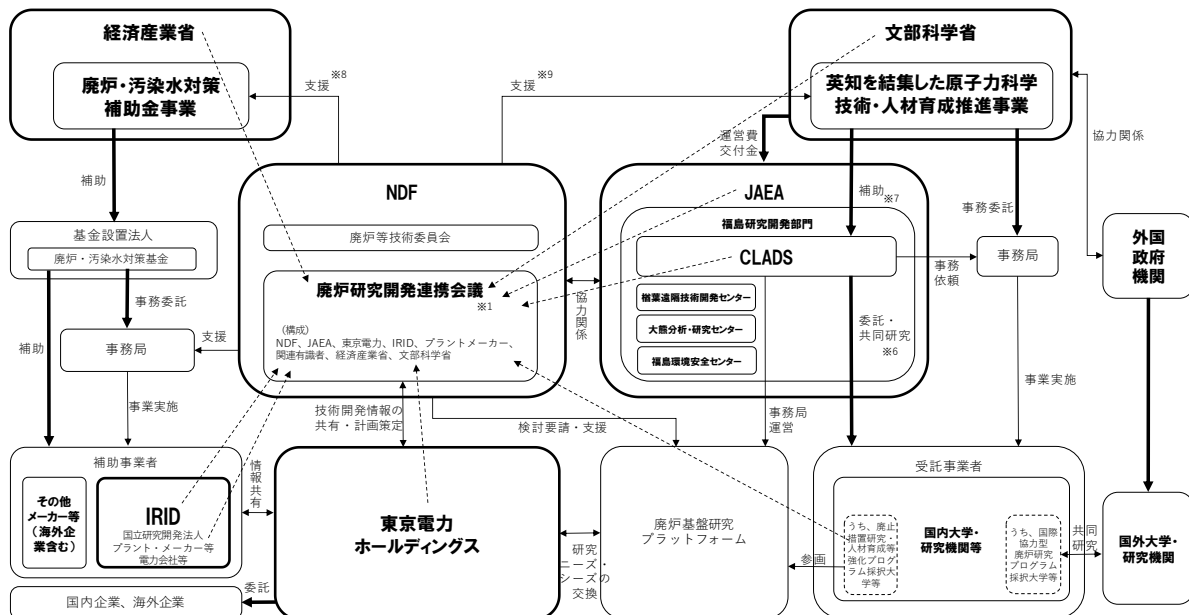 経済産業省
廃炉・汚染水対策
補助金事業
支援※8
支援※9
文部科学省
英知を結集した原子力科学
技術・人材育成推進事業
協力関係
運営費
交付金
補助
NDF
廃炉等技術委員会
廃炉研究開発連携会議
※1
（構成）
NDF、JAEA、東京電力、IRID、プラントメーカー、
関連有識者、経済産業省、文部科学省
協力関係
JAEA
補助※7
福島研究開発部門
CLADS
楢葉遠隔技術開発センター
大熊分析・研究センター
福島環境安全センター
事務
依頼
事務委託
事務局
委託・
共同研究
※6
外国
政府
機関
基金設置法人
廃炉・汚染水対策基金
事務委託
補助
事務局
支援
事業実施
技術開発情報の
共有・計画策定
検討要請・支援
事務局
運営
事業実施
補助事業者
その他
メーカー等
（海外企
業含む）
IRID
国立研究開発法人
プラント・メーカー等
電力会社等
情報共有
東京電力
ホールディングス
研究
ニーズ・
シーズの
交換
廃炉基盤研究
プラットフォーム
参画
受託事業者
うち、廃止
措置研究・
人材育成等
強化プログ
ラム採択大
学等
国内大学・
研究機関等
うち、国際
協力型
廃炉研究
プログラム
採択大学等
共同
研究
国外大学・
研究機関
国内企業、海外企業
委託